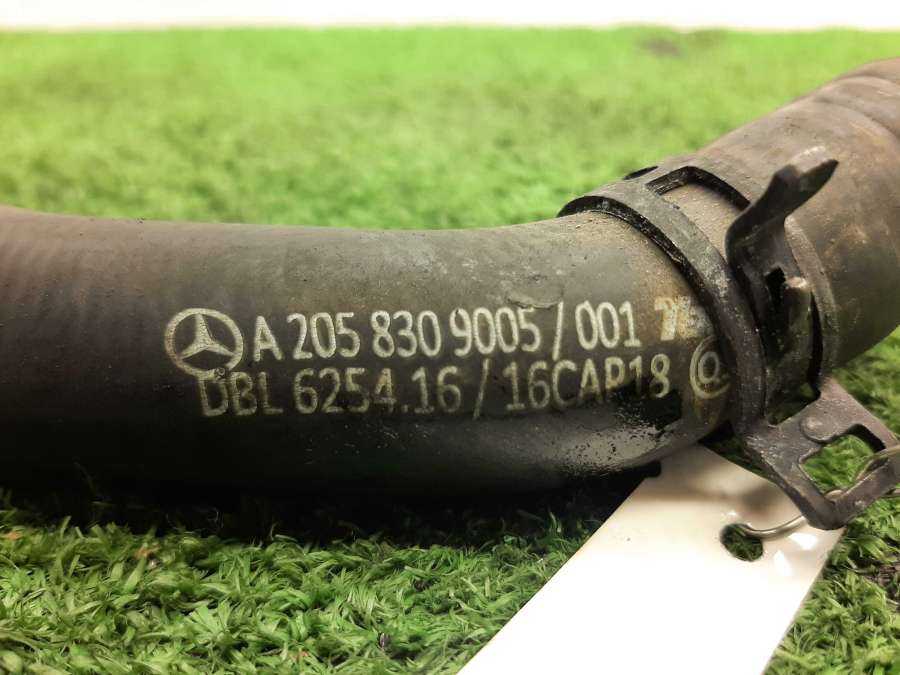 A 205 830 9005 / 001
DBL 6254.16 / 16CAP18 @